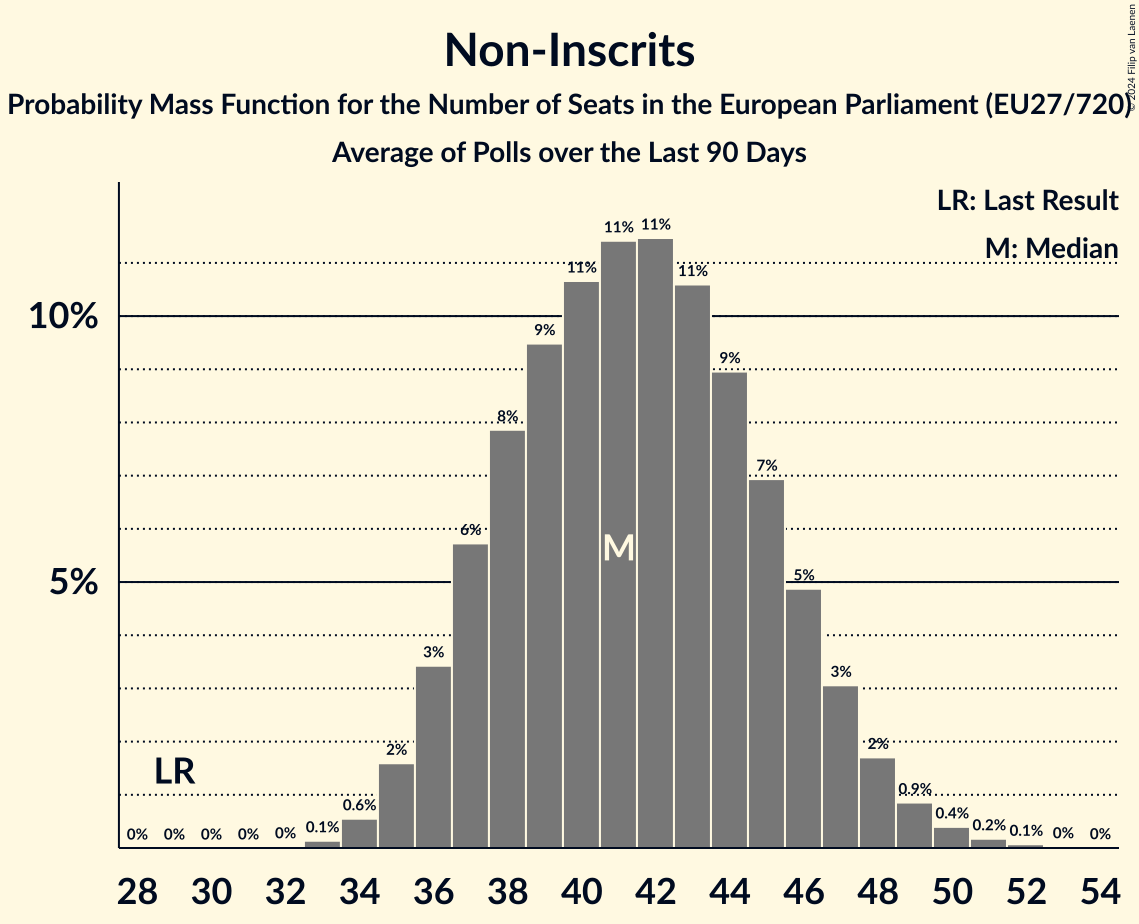 Non-Inscrits
Probability Mass Function for the Number of Seats in the European Parliament (EU27/720)
Average of Polls over the Last 90 Days
© 2024 Filip van Laenen
LR: Last Result
M: Median
10%
5%
0% 0% 0% 0% 0% 0.1% 0.6% 2% 3% 6% 8% 9% 11% 11% 11% 11% 9% 7% 5% 3% 2% 0.9% 0.4% 0.2% 0.1% 0% 0%
LR
M
28 30 32 34 36 38 40 42 44 46 48 50 52 54